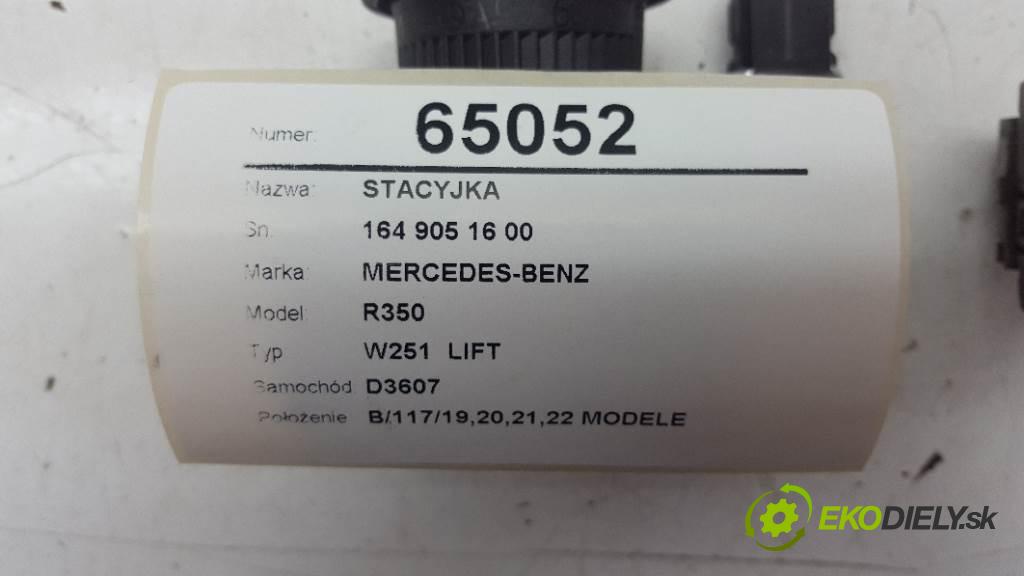 Numer: 65052
Nazwa: STACYJKA
Sn. 164 905 16 00
Marka: MERCEDES-BENZ
Model: R350
Typ W251 LIFT
Samochód: D3607
Położenie B/117/19,20,21,22 MODELE
EKODIELY.sk